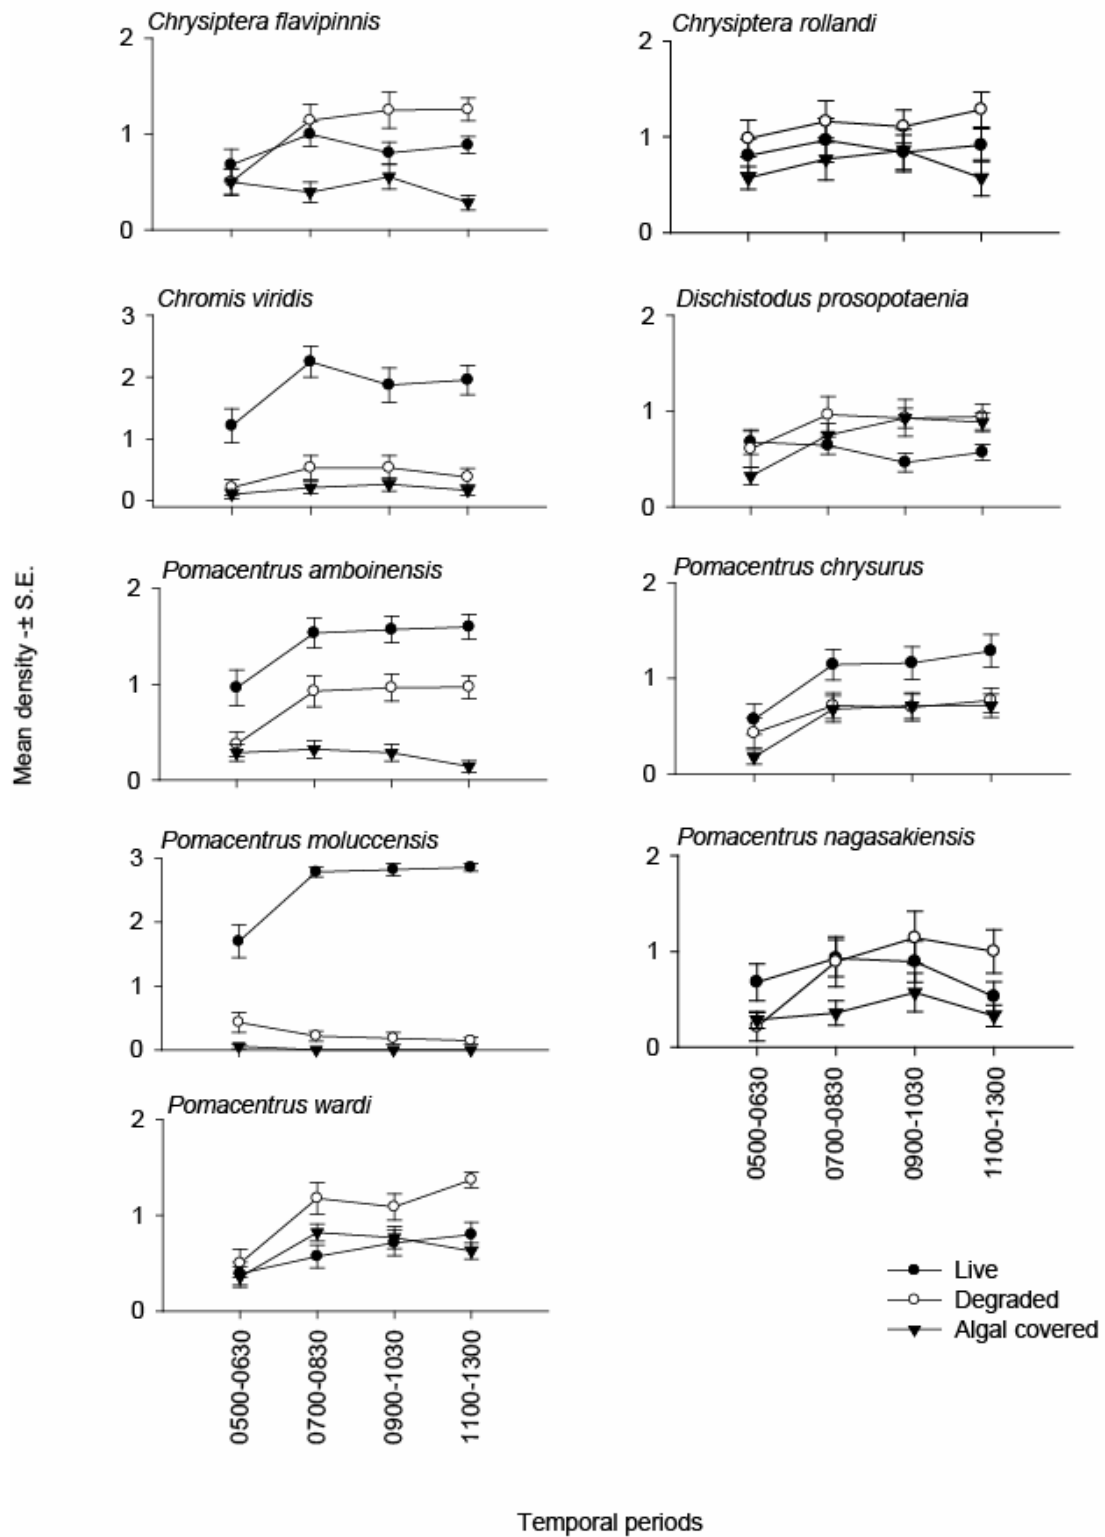 Chrysiptera flavipinnis
2
1
0
Chrysiptera rollandi
2
1
0
Chromis viridis
3
2
1
0
Dischistodus prosopotaenia
2
1
0
Pomacentrus amboinensis
2
1
0
Pomacentrus chrysurus
2
1
0
Pomacentrus moluccensis
3
2
1
0
Pomacentrus nagasakiensis
2
1
0
0500-0630
0700-0830
0900-1030
1100-1300
Pomacentrus wardi
2
1
0
0500-0630
0700-0830
0900-1030
1100-1300
Mean density -± S.E.
Live
Degraded
Algal covered
Temporal periods